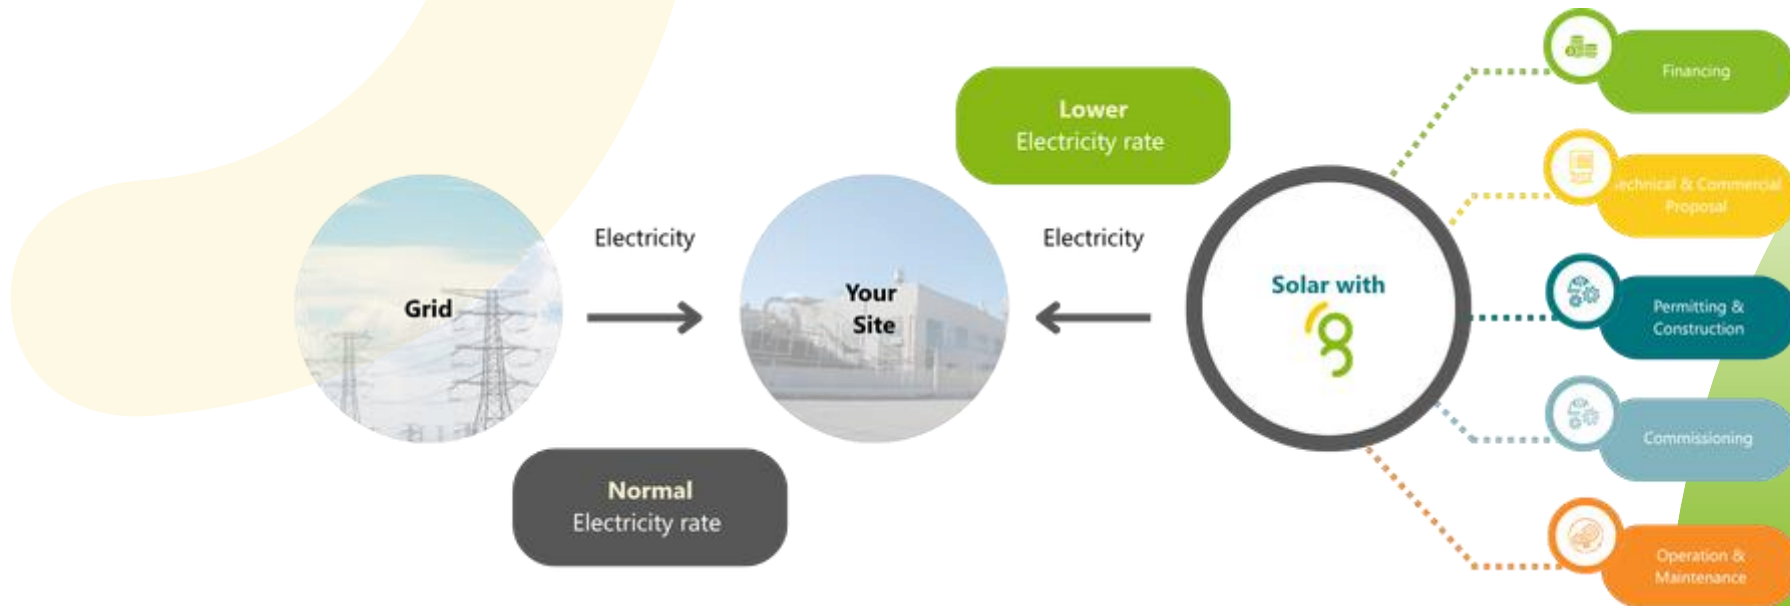 Grid
Electricity
Normal
Electricity rate
Your
Site
Lower
Electricity rate
Electricity
Solar with
Financing
Technical & Commercial
Proposal
Permitting &
Construction
Commissioning
Operation &
Maintenance